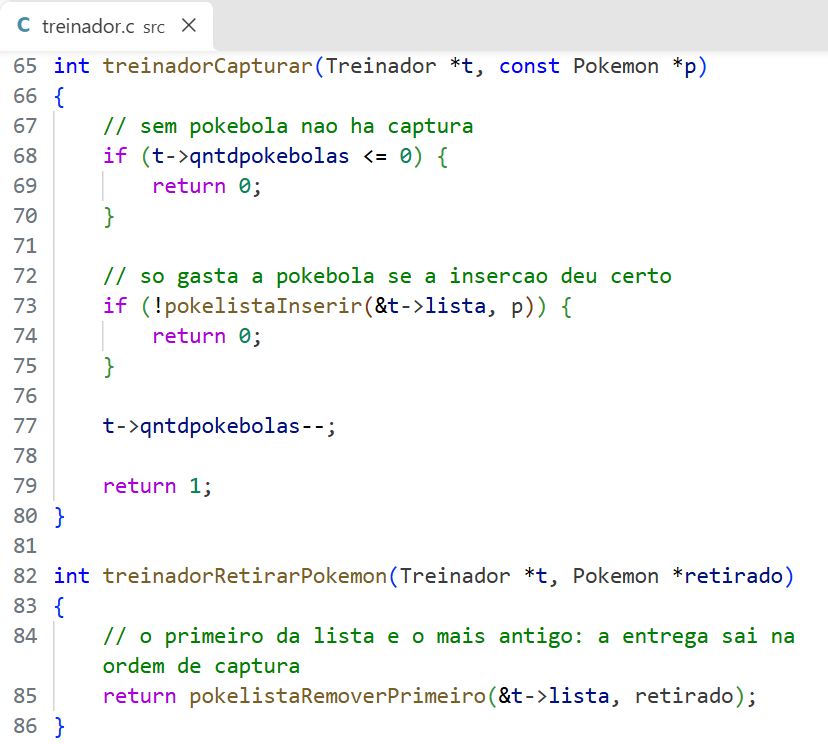 C treinador.c src ×
65 int treinadorCapturar(Treinador *t, const Pokemon *p)
66 {
67     // sem pokebola nao ha captura
68     if (t->qntdpokebolas <= 0) {
69         return 0;
70     }
71
72     // so gasta a pokebola se a insercao deu certo
73     if (!pokelistaInserir(&t->lista, p)) {
74         return 0;
75     }
76
77     t->qntdpokebolas--;
78
79     return 1;
80 }
81
82 int treinadorRetirarPokemon(Treinador *t, Pokemon *retirado)
83 {
84     // o primeiro da lista e o mais antigo: a entrega sai na
ordem de captura
85     return pokelistaRemoverPrimeiro(&t->lista, retirado);
86 }